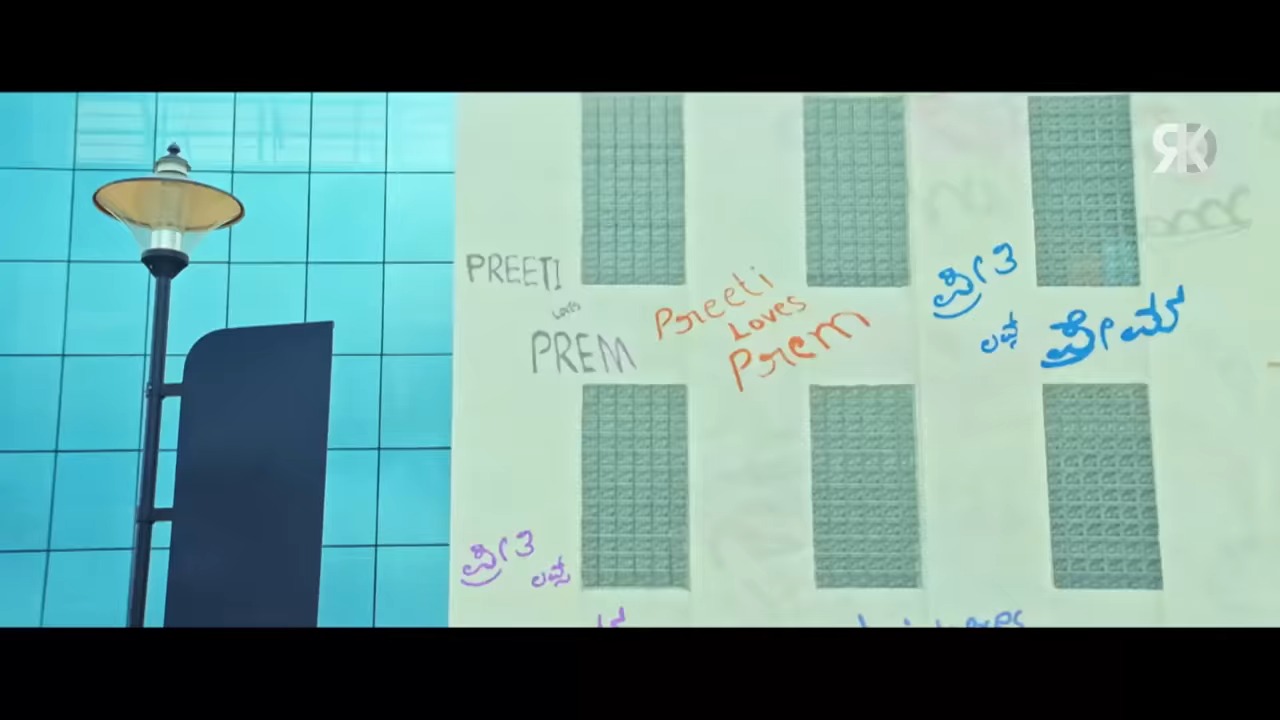 PREETI
Loves
PREM
Preeti
Loves
Prem
ಪ್ರೀತಿ
ಲವ್ಸ್
ಪ್ರೇಮ್
ಪ್ರೀತಿ
ಲವ್ಸ್